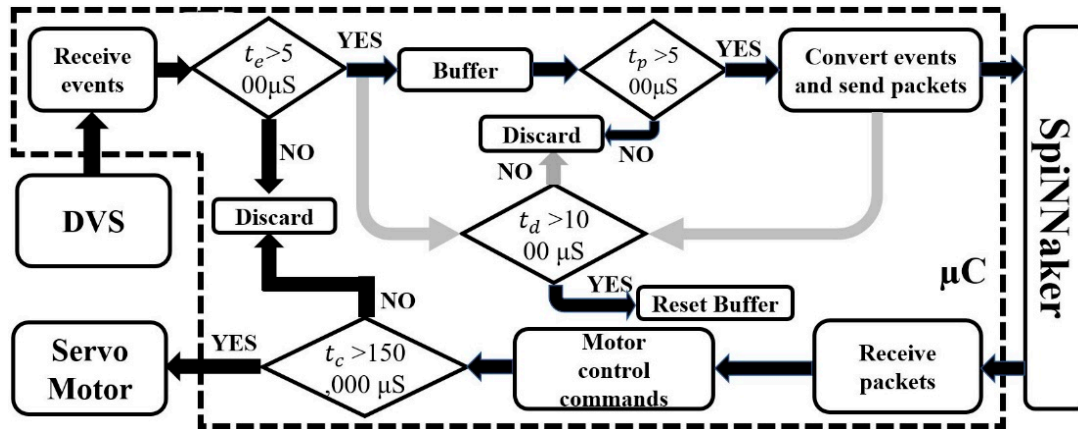 Receive
events
t_e>5
00μS
YES
Buffer
t_p>5
00μS
YES
Convert events
and send packets
NO
Discard
NO
NO
DVS
Discard
t_d >10
00 μS
SpiNNaker
μC
YES
Reset Buffer
NO
YES
Servo
Motor
t_c >150
,000 μS
Motor
control
commands
Receive
packets